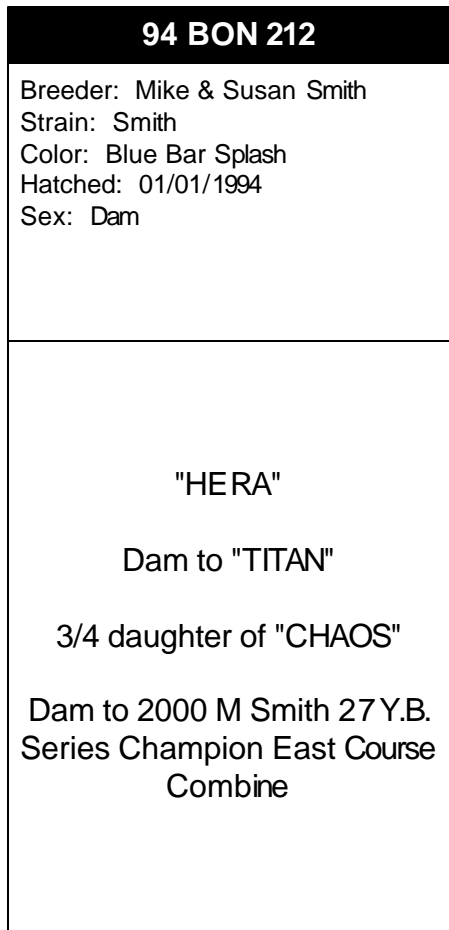 94 BON 212
Breeder: Mike & Susan Smith
Strain: Smith
Color: Blue Bar Splash
Hatched: 01/01/1994
Sex: Dam
"HERA"
Dam to "TITAN"
3/4 daughter of "CHAOS"
Dam to 2000 M Smith 27 Y.B.
Series Champion East Course
Combine